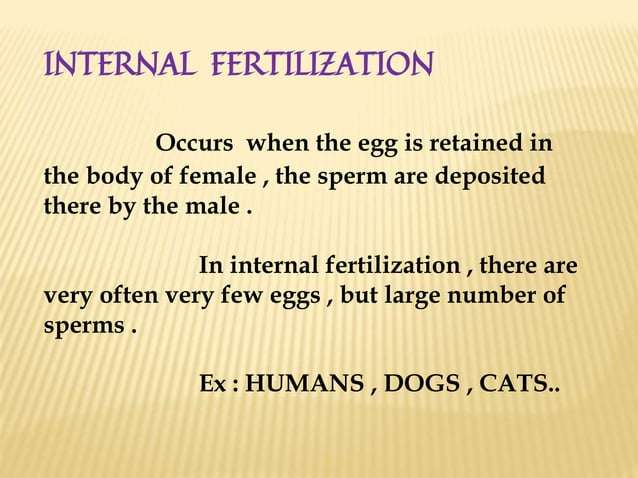 INTERNAL FERTILIZATION
Occurs when the egg is retained in
the body of female , the sperm are deposited
there by the male .
In internal fertilization , there are
very often very few eggs , but large number of
sperms .
Ex : HUMANS , DOGS , CATS..